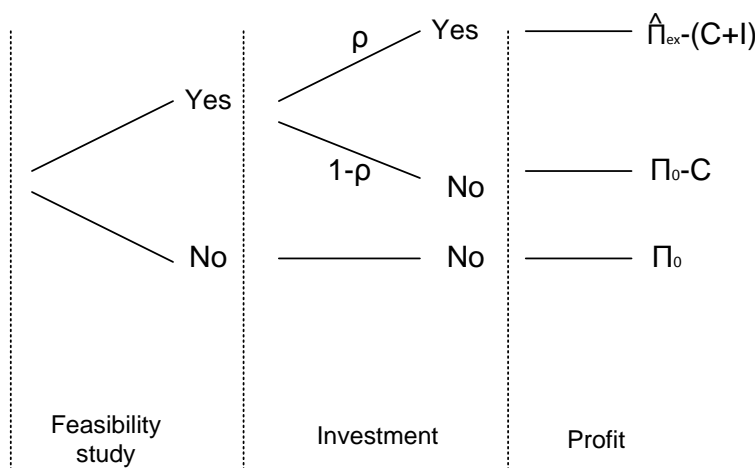 ρ Yes Π̂ex-(C+I)
Yes
1-ρ No Π0-C
No No Π0
Feasibility
study
Investment
Profit